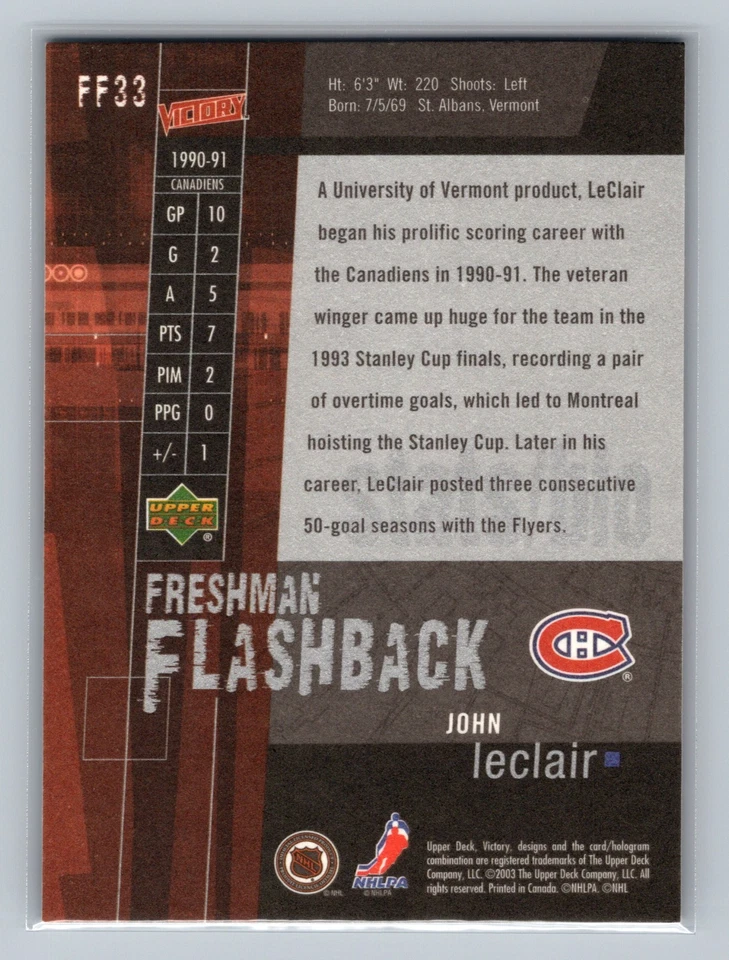 FF33
VICTORY
Ht: 6'3" Wt: 220 Shoots: Left
Born: 7/5/69 St. Albans, Vermont
1990-91
CANADIENS
GP 10
G 2
A 5
PTS 7
PIM 2
PPG 0
+/- 1
UPPER
DECK
®
A University of Vermont product, LeClair
began his prolific scoring career with
the Canadiens in 1990-91. The veteran
winger came up huge for the team in the
1993 Stanley Cup finals, recording a pair
of overtime goals, which led to Montreal
hoisting the Stanley Cup. Later in his
career, LeClair posted three consecutive
50-goal seasons with the Flyers.
FRESHMAN
FLASHBACK
CH
®
JOHN
leclair
NHL
© NHL
NHLPA
© NHLPA
Upper Deck, Victory, designs and the card/hologram
combination are registered trademarks of The Upper Deck
Company, LLC. ©2003 The Upper Deck Company, LLC. All
rights reserved. Printed in Canada. ©NHLPA. ©NHL